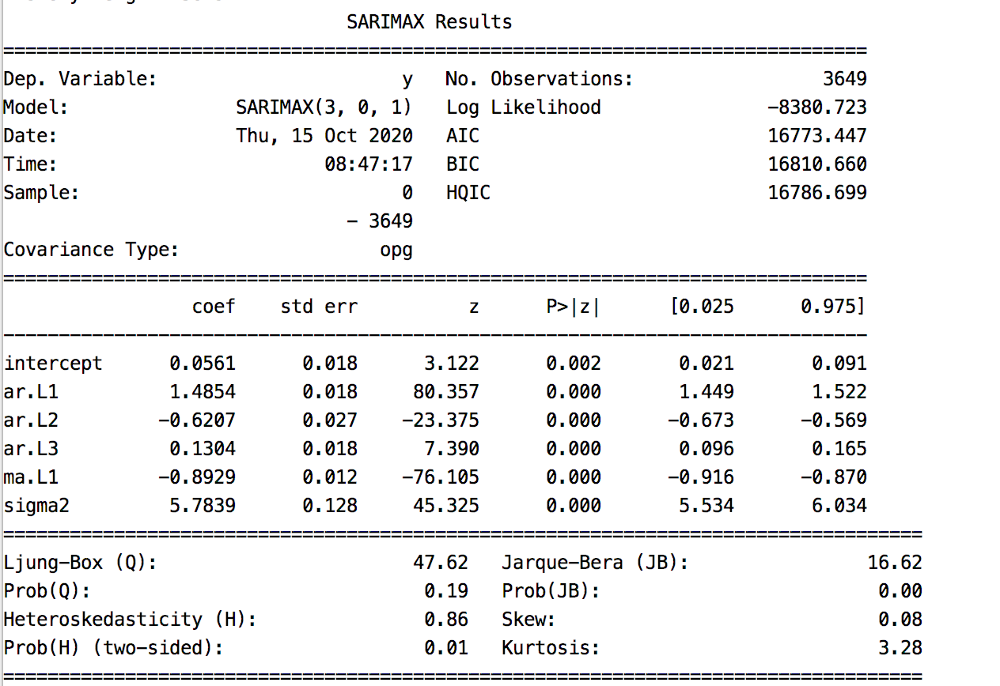 SARIMAX Results
==============================================================================
Dep. Variable:                      y   No. Observations:                 3649
Model:               SARIMAX(3, 0, 1)   Log Likelihood               -8380.723
Date:                Thu, 15 Oct 2020   AIC                          16773.447
Time:                        08:47:17   BIC                          16810.660
Sample:                             0   HQIC                         16786.699
- 3649
Covariance Type:                  opg
==============================================================================
coef    std err          z      P>|z|      [0.025      0.975]
------------------------------------------------------------------------------
intercept      0.0561      0.018      3.122      0.002       0.021       0.091
ar.L1          1.4854      0.018     80.357      0.000       1.449       1.522
ar.L2         -0.6207      0.027    -23.375      0.000      -0.673      -0.569
ar.L3          0.1304      0.018      7.390      0.000       0.096       0.165
ma.L1         -0.8929      0.012    -76.105      0.000      -0.916      -0.870
sigma2         5.7839      0.128     45.325      0.000       5.534       6.034
===================================================================================
Ljung-Box (Q):                       47.62   Jarque-Bera (JB):                16.62
Prob(Q):                              0.19   Prob(JB):                         0.00
Heteroskedasticity (H):               0.86   Skew:                             0.08
Prob(H) (two-sided):                  0.01   Kurtosis:                         3.28
===================================================================================